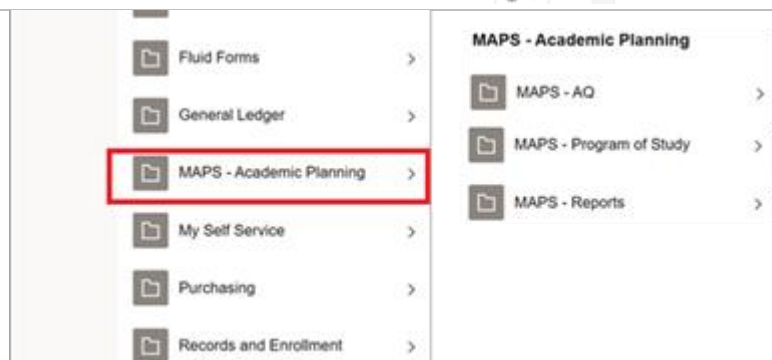 Fluid Forms
General Ledger
MAPS - Academic Planning
My Self Service
Purchasing
Records and Enrollment
MAPS - Academic Planning
MAPS - AQ
MAPS - Program of Study
MAPS - Reports